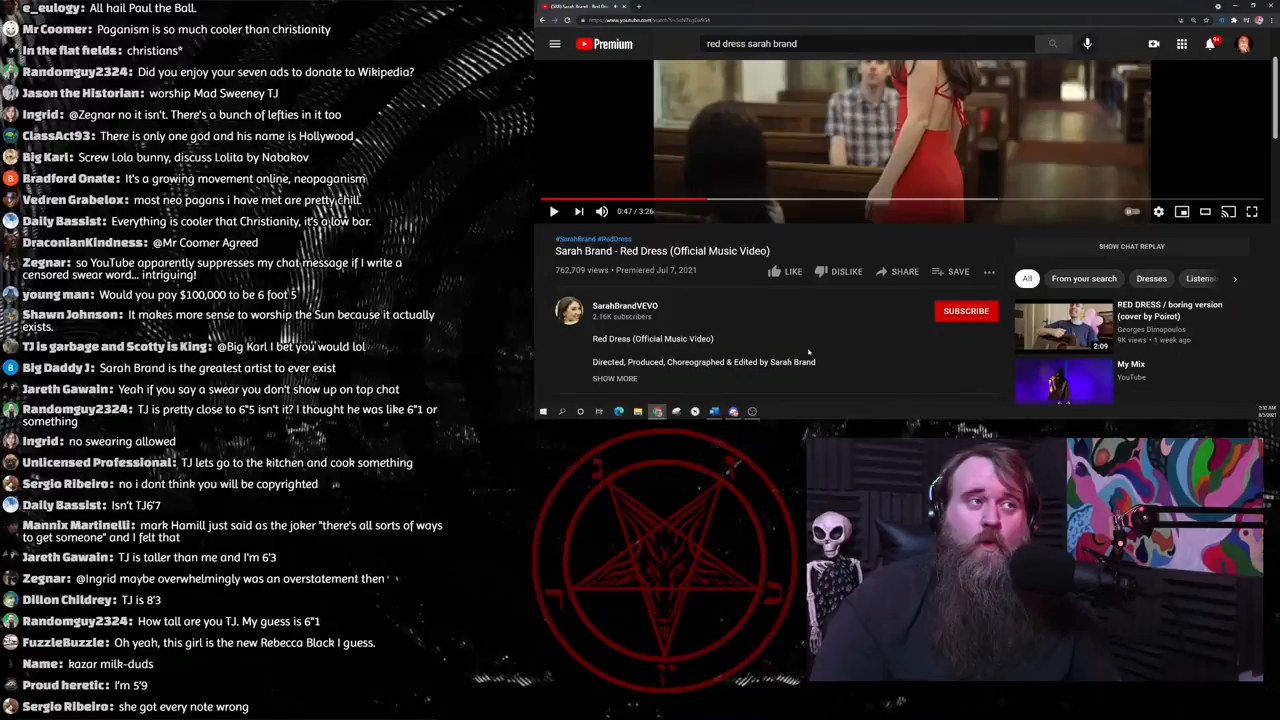 e_eulogy: All hail Paul the Ball.
Mr Coomer: Paganism is so much cooler than christianity
In the flat fields: christians*
Randomguy2324: Did you enjoy your seven ads to donate to Wikipedia?
Jason the Historian: worship Mad Sweeney TJ
Ingrid: @Zegnar no it isn't. There's a bunch of lefties in it too
ClassAct93: There is only one god and his name is Hollywood
Big Karl: Screw Lola bunny, discuss Lolita by Nabakov
Bradford Onate: It's a growing movement online, neopaganism
Vedren Grabelox: most neo pagans i have met are pretty chill.
Daily Bassist: Everything is cooler that Christianity, it's a low bar.
DraconianKindness: @Mr Coomer Agreed
Zegnar: so YouTube apparently suppresses my chat message if I write a
censored swear word... intriguing!
young man: Would you pay $100,000 to be 6 foot 5
Shawn Johnson: It makes more sense to worship the Sun because it actually
exists.
TJ is garbage and Scotty is King: @Big Karl I bet you would lol
Big Daddy J: Sarah Brand is the greatest artist to ever exist
Jareth Gawain: Yeah if you say a swear you don't show up on top chat
Randomguy2324: TJ is pretty close to 6"5 isn't it? I thought he was like 6"1 or
something
Ingrid: no swearing allowed
Unlicensed Professional: TJ lets go to the kitchen and cook something
Sergio Ribeiro: no i dont think you will be copyrighted
Daily Bassist: Isn't TJ6'7
Mannix Martinelli: mark Hamill just said as the joker "there's all sorts of ways
to get someone" and I felt that
Jareth Gawain: TJ is taller than me and I'm 6'3
Zegnar: @Ingrid maybe overwhelmingly was an overstatement then
Dillon Childrey: TJ is 8'3
Randomguy2324: How tall are you TJ. My guess is 6"1
FuzzleBuzzle: Oh yeah, this girl is the new Rebecca Black I guess.
Name: kazar milk-duds
Proud heretic: I'm 5'9
Sergio Ribeiro: she got every note wrong
Premium
red dress sarah brand
9+
0:47 / 3:26
#SarahBrand #RedDress
Sarah Brand - Red Dress (Official Music Video)
762,709 views • Premiered Jul 7, 2021
LIKE
DISLIKE
SHARE
SAVE
SarahBrandVEVO
2.16K subscribers
SUBSCRIBE
Red Dress (Official Music Video)
Directed, Produced, Choreographed & Edited by Sarah Brand
SHOW MORE
SHOW CHAT REPLAY
All
From your search
Dresses
RED DRESS / boring version
(cover by Poirot)
Georges Dimopoulos
9K views • 1 week ago
2:09
My Mix
YouTube
2:52 AM
8/5/2021